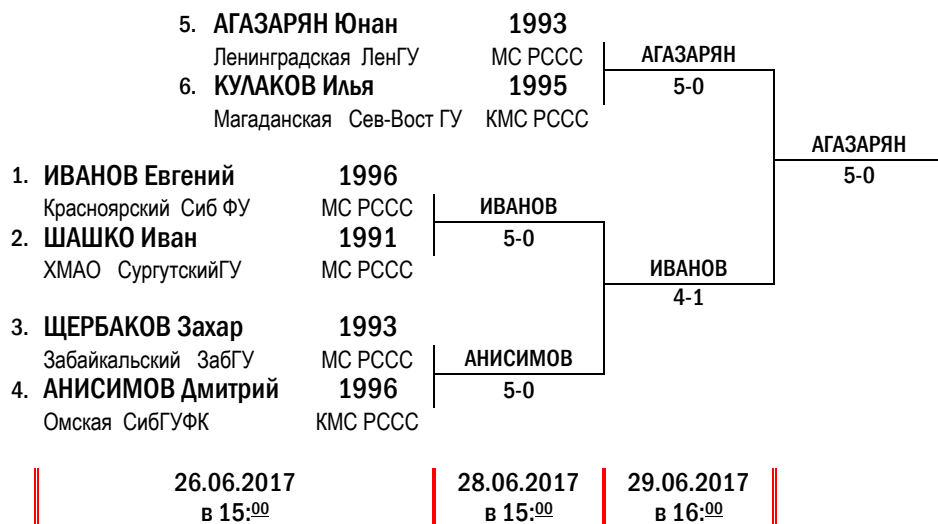 5. АГАЗАРЯН Юнан 1993
Ленинградская ЛенГУ МС РССС АГАЗАРЯН
6. КУЛАКОВ Илья 1995 5-0
Магаданская Сев-Вост ГУ КМС РССС
АГАЗАРЯН
1. ИВАНОВ Евгений 1996 5-0
Красноярский Сиб ФУ МС РССС ИВАНОВ
2. ШАШКО Иван 1991 5-0
ХМАО СургутскийГУ МС РССС ИВАНОВ
4-1
3. ЩЕРБАКОВ Захар 1993
Забайкальский ЗабГУ МС РССС АНИСИМОВ
4. АНИСИМОВ Дмитрий 1996 5-0
Омская СибГУФК КМС РССС
26.06.2017 28.06.2017 29.06.2017
в 15:00 в 15:00 в 16:00